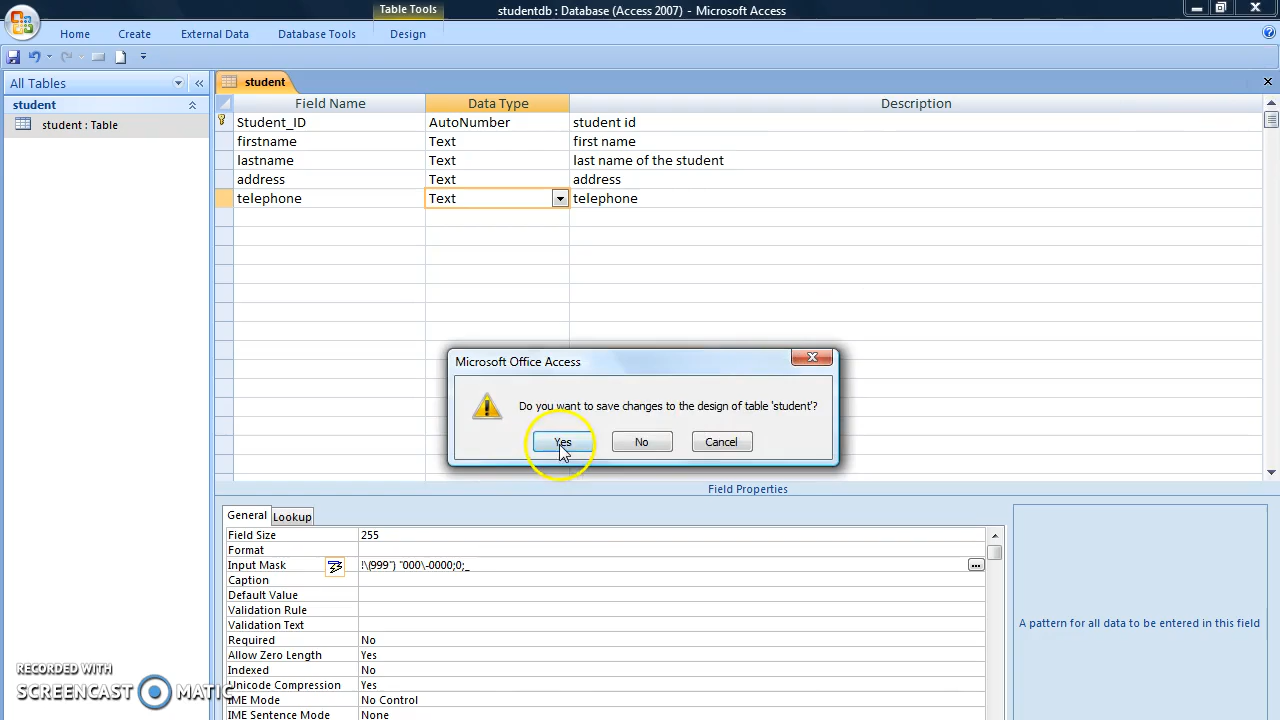 Table Tools
studentdb : Database (Access 2007) - Microsoft Access
Home Create External Data Database Tools Design
All Tables
student
student
Field Name Data Type Description
student : Table
Student_ID AutoNumber student id
firstname Text first name
lastname Text last name of the student
address Text address
telephone Text telephone
Microsoft Office Access
Do you want to save changes to the design of table 'student'?
Yes No Cancel
Field Properties
General Lookup
Field Size 255
Format
Input Mask !\(999") "000\-0000;0;_
Caption
Default Value
Validation Rule
Validation Text
A pattern for all data to be entered in this field
Required No
Allow Zero Length Yes
Indexed No
Unicode Compression Yes
IME Mode No Control
IME Sentence Mode None
RECORDED WITH
SCREENCAST MATIC